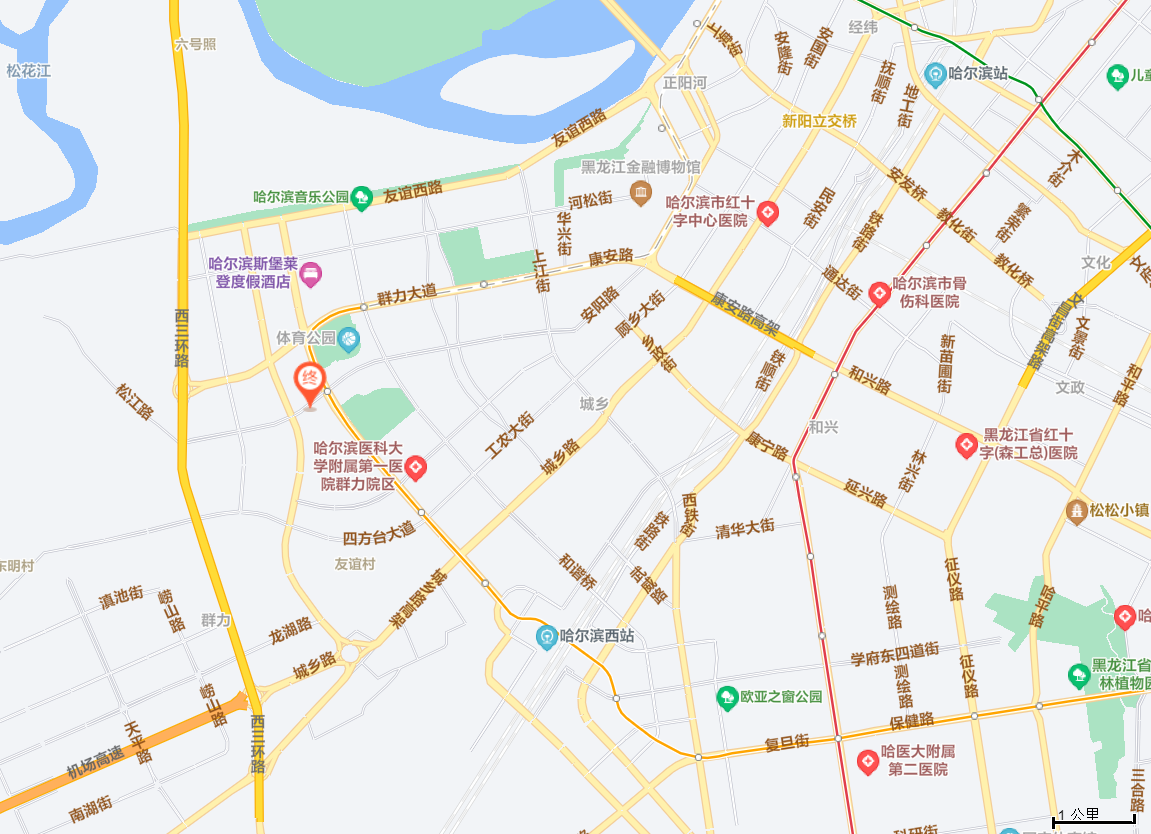 六号照
松花江
上游街
安隆街
安国街
经纬
抚顺街
地工街
哈尔滨站
儿童
正阳河
新阳立交桥
友谊西路
黑龙江金融博物馆
木介街
安发桥
哈尔滨音乐公园
友谊西路
河松街
哈尔滨市红十
字中心医院
民安街
铁路街
教化街
繁荣街
华兴街
哈尔滨斯堡莱
登度假酒店
上江街
康安路
教化桥
文化
通达街
哈尔滨市骨
伤科医院
群力大道
安阳路
顾乡大街
康安路高架
文昌街高架路
文景街
西三环路
体育公园
乡政街
铁顺街
新苗圃街
和平路
终
和兴路
文政
松江路
城乡
和兴
工农大街
城乡路
康宁路
黑龙江省红十
字(森工总)医院
哈尔滨医科大
学附属第一医
院群力院区
林兴街
延兴路
西铁街
松松小镇
四方台大道
铁路街
清华大街
东明村
友谊村
和谐桥
征仪路
滇池街
崂山路
城乡路高架
测绘路
哈平路
哈
群力
龙湖路
哈尔滨西站
学府东四道街
城乡路
测绘路
征仪路
黑龙江省
林植物园
崂山路
欧亚之窗公园
西三环路
天平路
保健路
复旦街
机场高速
哈医大附属
第二医院
三合路
南湖街
1 公里
科研街